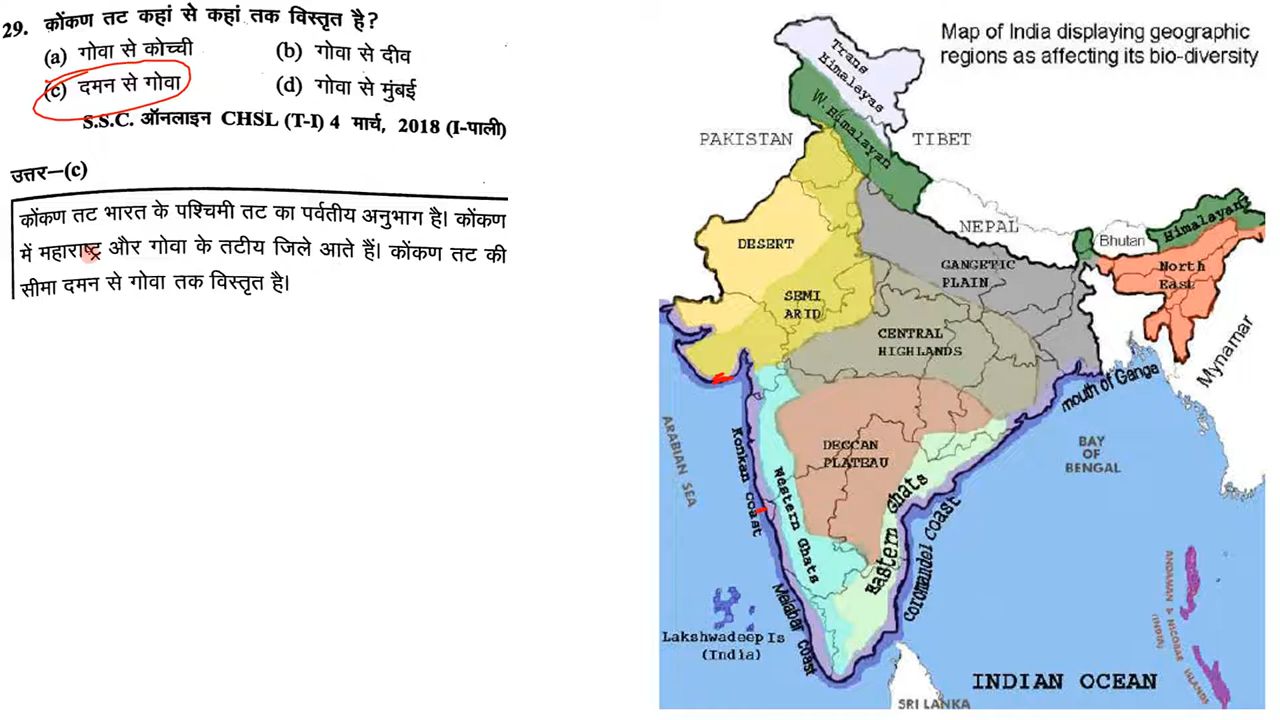 29. कोंकण तट कहां से कहां तक विस्तृत है?
(a) गोवा से कोच्ची (b) गोवा से दीव
(c) दमन से गोवा (d) गोवा से मुंबई
S.S.C. ऑनलाइन CHSL (T-I) 4 मार्च, 2018 (I-पाली)
उत्तर—(c)
कोंकण तट भारत के पश्चिमी तट का पर्वतीय अनुभाग है। कोंकण
में महाराष्ट्र और गोवा के तटीय जिले आते हैं। कोंकण तट की
सीमा दमन से गोवा तक विस्तृत है।
Map of India displaying geographic
regions as affecting its bio-diversity
Trans
Himalayas
W. Himalayan
PAKISTAN
TIBET
NEPAL
Bhutan
Himalayan?
DESERT
GANGETIC
PLAIN
North
East
SEMI
ARID
CENTRAL
HIGHLANDS
Mynamar
mouth of Ganga
ARABIAN SEA
Konkan coast
Western Ghats
DECCAN
PLATEAU
Eastern Ghats
coromandel coast
BAY
OF
BENGAL
Malabar coast
Lakshwadeep Is
(India)
ANDAMAN & NICOBAR ISLANDS
(INDIA)
INDIAN OCEAN
SRI LANKA